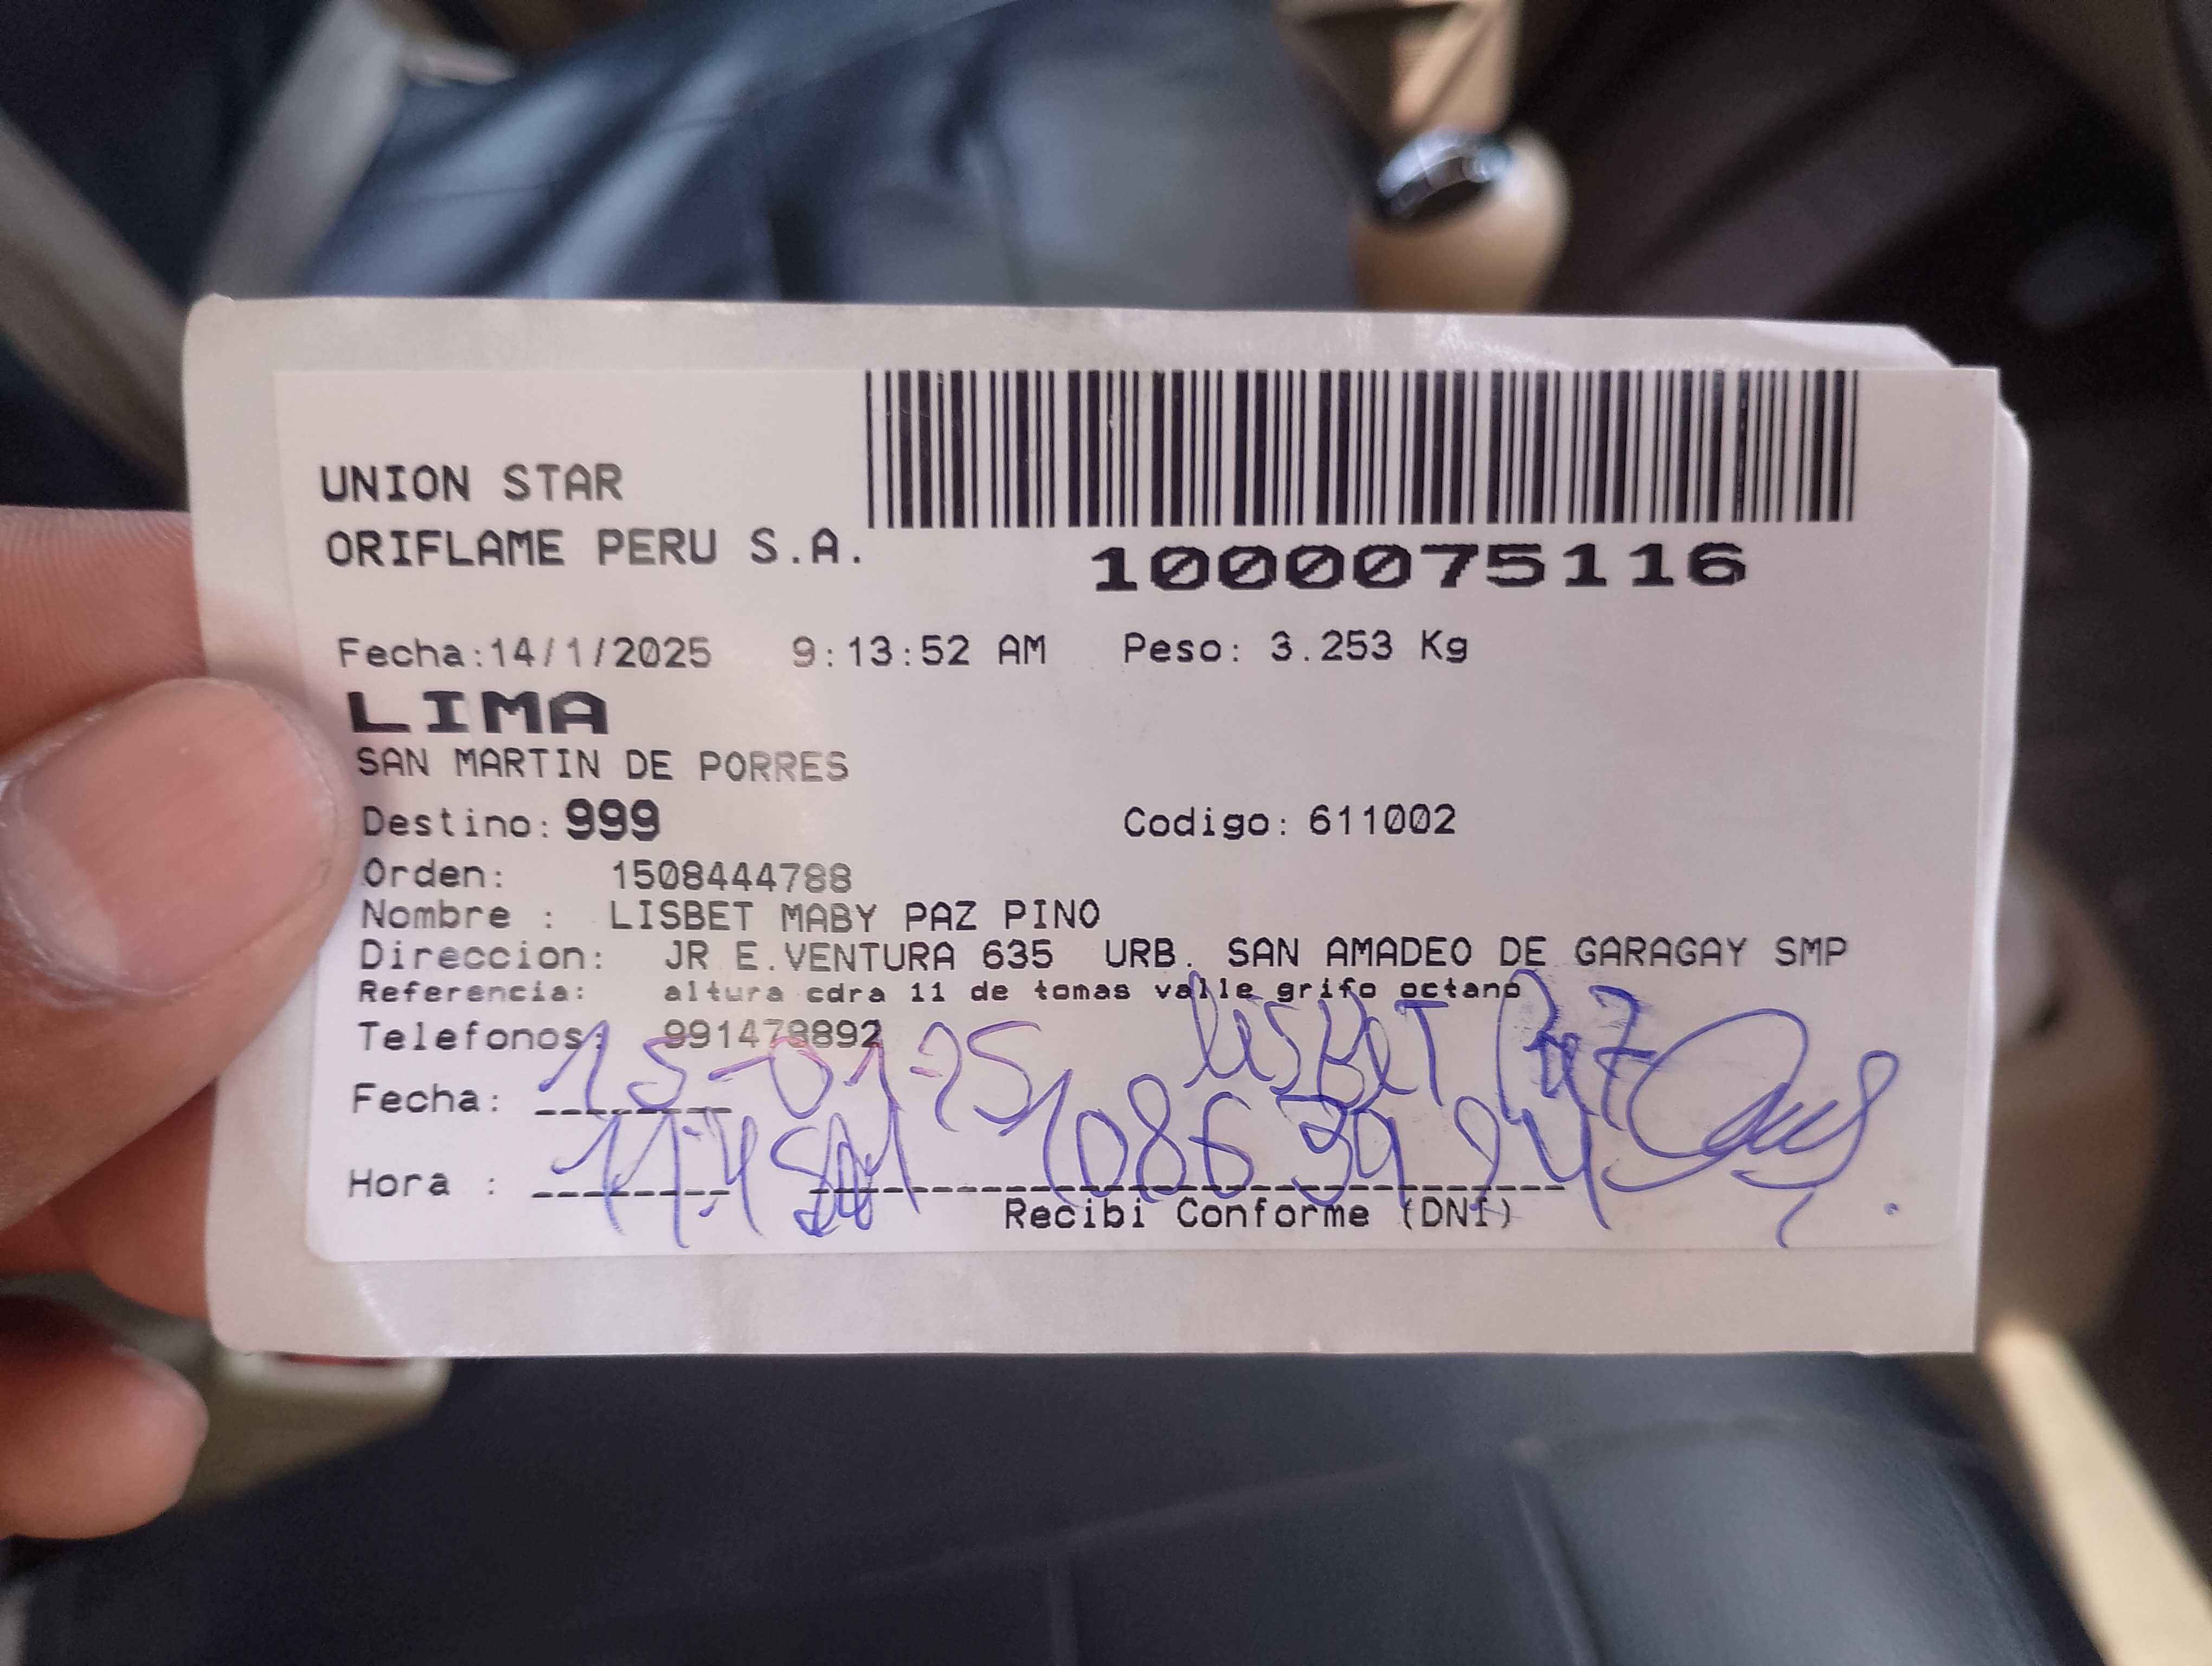 UNION STAR
ORIFLAME PERU S.A.
1000075116
Fecha:14/1/2025 9:13:52 AM Peso: 3.253 Kg
LIMA
SAN MARTIN DE PORRES
Destino: 999 Codigo: 611002
Orden: 1508444788
Nombre : LISBET MABY PAZ PINO
Direccion: JR E.VENTURA 635 URB. SAN AMADEO DE GARAGAY SMP
Referencia: altura cdra 11 de tomas valle grifo octano
Telefonos: 991478892
lisBeT Paz
Fecha: 15-01-25
Hora :
Recibi Conforme (DNI)